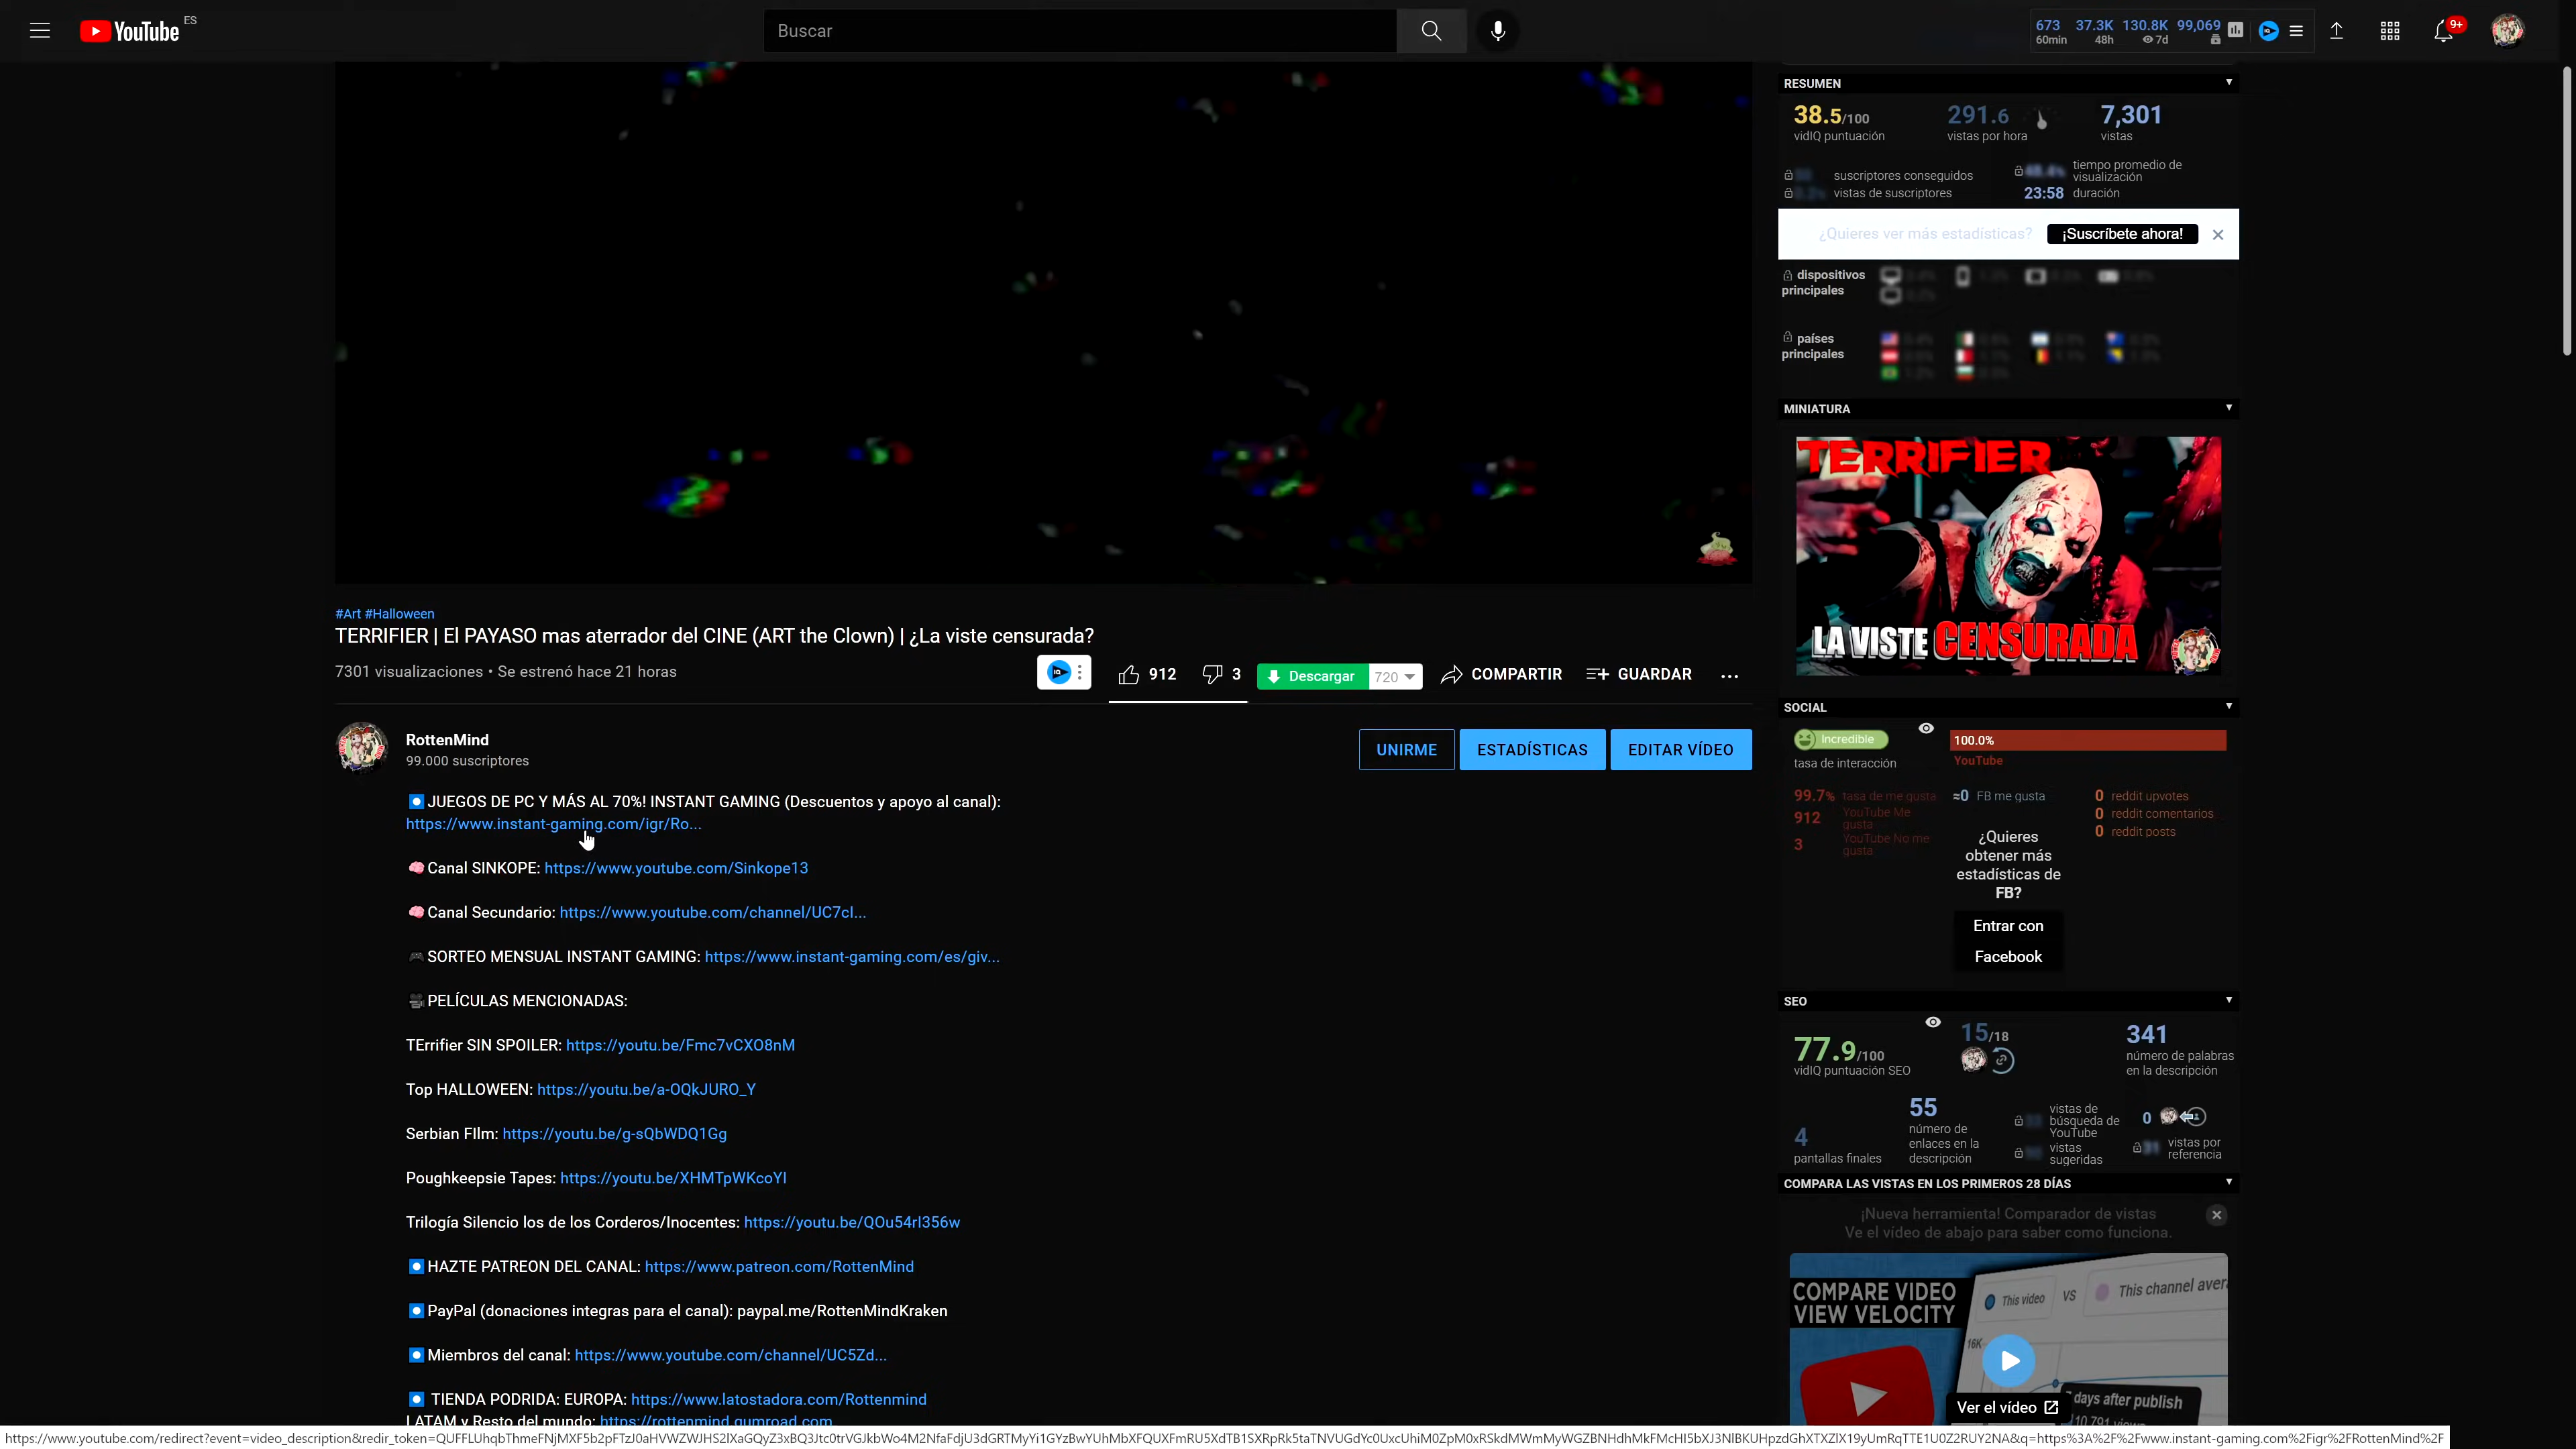 YouTube ES
Buscar
673 37.3K 130.8K 99,069
60min 48h 7d
9+
RESUMEN
38.5/100 291.6 7,301
vidIQ puntuación vistas por hora vistas
suscriptores conseguidos tiempo promedio de visualización
vistas de suscriptores 23:58 duración
¿Quieres ver más estadísticas? ¡Suscríbete ahora!
dispositivos principales
países principales
MINIATURA
TERRIFIER
LA VISTE CENSURADA
#Art #Halloween
TERRIFIER | El PAYASO mas aterrador del CINE (ART the Clown) | ¿La viste censurada?
7301 visualizaciones • Se estrenó hace 21 horas
912 3 Descargar 720 COMPARTIR GUARDAR
RottenMind
99.000 suscriptores
UNIRME ESTADÍSTICAS EDITAR VÍDEO
JUEGOS DE PC Y MÁS AL 70%! INSTANT GAMING (Descuentos y apoyo al canal):
https://www.instant-gaming.com/igr/Ro...
Canal SINKOPE: https://www.youtube.com/Sinkope13
Canal Secundario: https://www.youtube.com/channel/UC7cl...
SORTEO MENSUAL INSTANT GAMING: https://www.instant-gaming.com/es/giv...
PELÍCULAS MENCIONADAS:
TErrifier SIN SPOILER: https://youtu.be/Fmc7vCXO8nM
Top HALLOWEEN: https://youtu.be/a-OQkJURO_Y
Serbian FIlm: https://youtu.be/g-sQbWDQ1Gg
Poughkeepsie Tapes: https://youtu.be/XHMTpWKcoYI
Trilogía Silencio los de los Corderos/Inocentes: https://youtu.be/QOu54rI356w
HAZTE PATREON DEL CANAL: https://www.patreon.com/RottenMind
PayPal (donaciones integras para el canal): paypal.me/RottenMindKraken
Miembros del canal: https://www.youtube.com/channel/UC5Zd...
TIENDA PODRIDA: EUROPA: https://www.latostadora.com/Rottenmind
LATAM y Resto del mundo: https://rottenmind.gumroad.com
SOCIAL
Incredible 100.0%
tasa de interacción YouTube
99.7% tasa de me gusta ≈0 FB me gusta 0 reddit upvotes
912 YouTube Me gusta 0 reddit comentarios
3 YouTube No me gusta 0 reddit posts
¿Quieres
obtener más
estadísticas de
FB?
Entrar con
Facebook
SEO
77.9/100 15/18 341
vidIQ puntuación SEO número de palabras en la descripción
4 pantallas finales
55 número de enlaces en la descripción
vistas de búsqueda de YouTube
vistas sugeridas
0
vistas por referencia
COMPARA LAS VISTAS EN LOS PRIMEROS 28 DÍAS
¡Nueva herramienta! Comparador de vistas
Ve el vídeo de abajo para saber como funciona.
COMPARE VIDEO
VIEW VELOCITY
This video VS This channel aver
16K
days after publish
10,791 views
Ver el vídeo